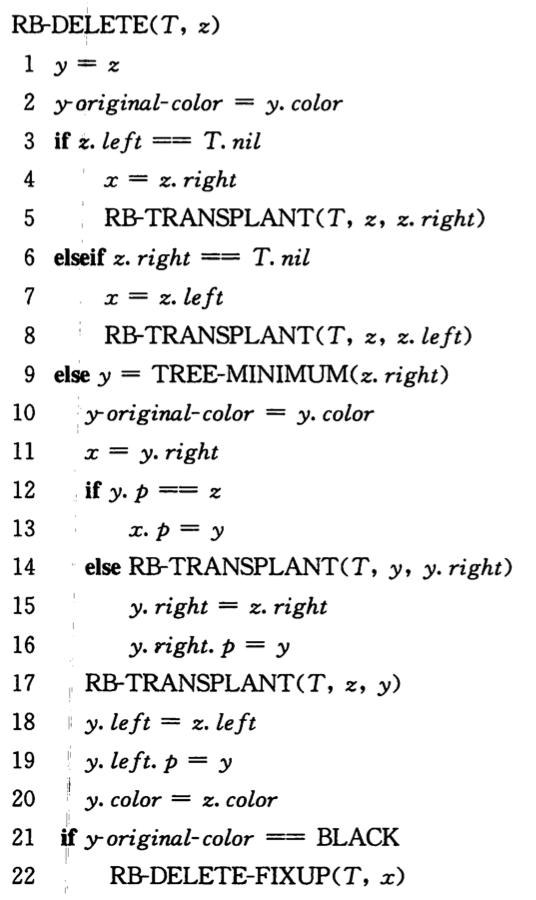 RB-DELETE(T, z)
1 y = z
2 y-original-color = y. color
3 if z. left == T. nil
4 x = z. right
5 RB-TRANSPLANT(T, z, z. right)
6 elseif z. right == T. nil
7 x = z. left
8 RB-TRANSPLANT(T, z, z. left)
9 else y = TREE-MINIMUM(z. right)
10 y-original-color = y. color
11 x = y. right
12 if y. p == z
13 x. p = y
14 else RB-TRANSPLANT(T, y, y. right)
15 y. right = z. right
16 y. right. p = y
17 RB-TRANSPLANT(T, z, y)
18 y. left = z. left
19 y. left. p = y
20 y. color = z. color
21 if y-original-color == BLACK
22 RB-DELETE-FIXUP(T, x)